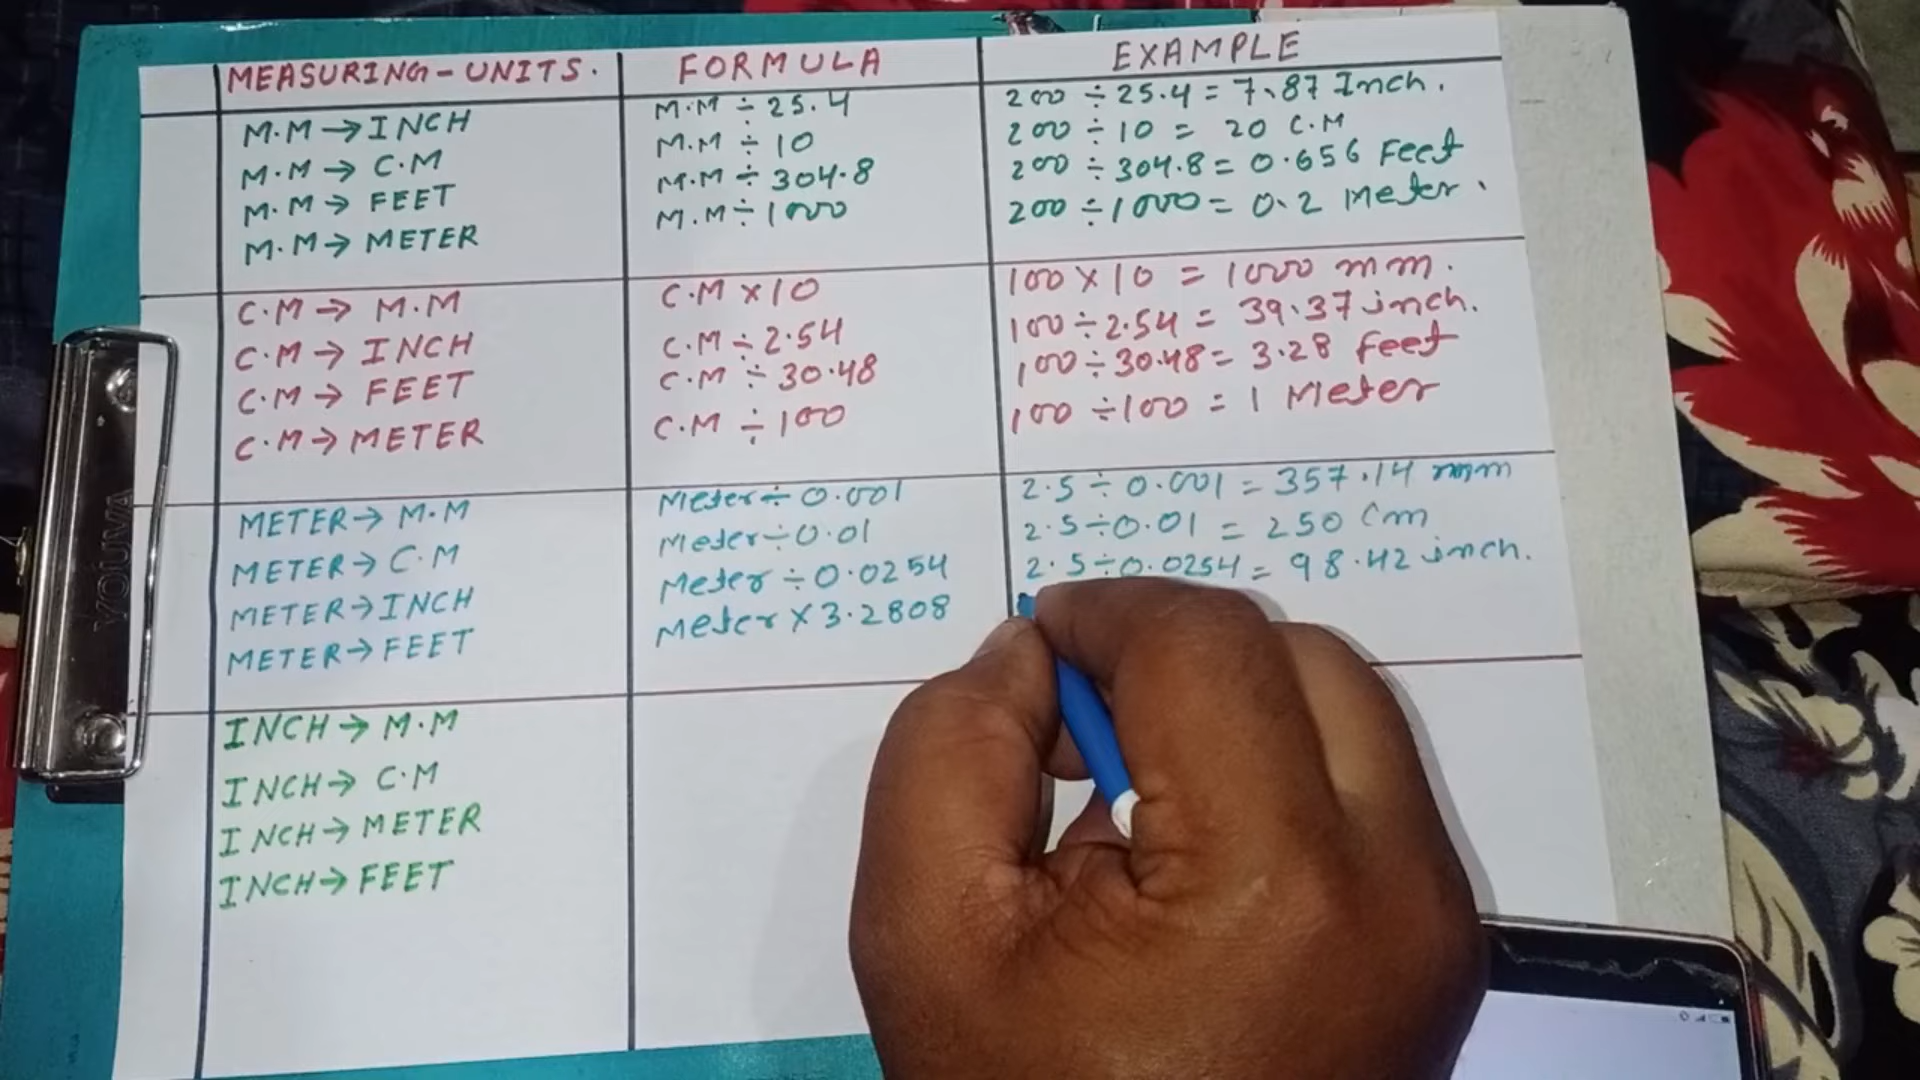 MEASURING-UNITS. FORMULA EXAMPLE
M.M → INCH M.M ÷ 25.4 200 ÷ 25.4 = 7.87 Inch.
M.M → C.M M.M ÷ 10 200 ÷ 10 = 20 C.M
M.M → FEET M.M ÷ 304.8 200 ÷ 304.8 = 0.656 Feet
M.M → METER M.M ÷ 1000 200 ÷ 1000 = 0.2 Meter.
C.M → M.M C.M × 10 100 × 10 = 1000 mm.
C.M → INCH C.M ÷ 2.54 100 ÷ 2.54 = 39.37 inch.
C.M → FEET C.M ÷ 30.48 100 ÷ 30.48 = 3.28 Feet
C.M → METER C.M ÷ 100 100 ÷ 100 = 1 Meter
METER → M.M Meter ÷ 0.001 2.5 ÷ 0.001 = 357.14 mm
METER → C.M Meter ÷ 0.01 2.5 ÷ 0.01 = 250 Cm
METER → INCH Meter ÷ 0.0254 2.5 ÷ 0.0254 = 98.42 inch.
METER → FEET Meter × 3.2808
INCH → M.M
INCH → C.M
INCH → METER
INCH → FEET
YOUVA